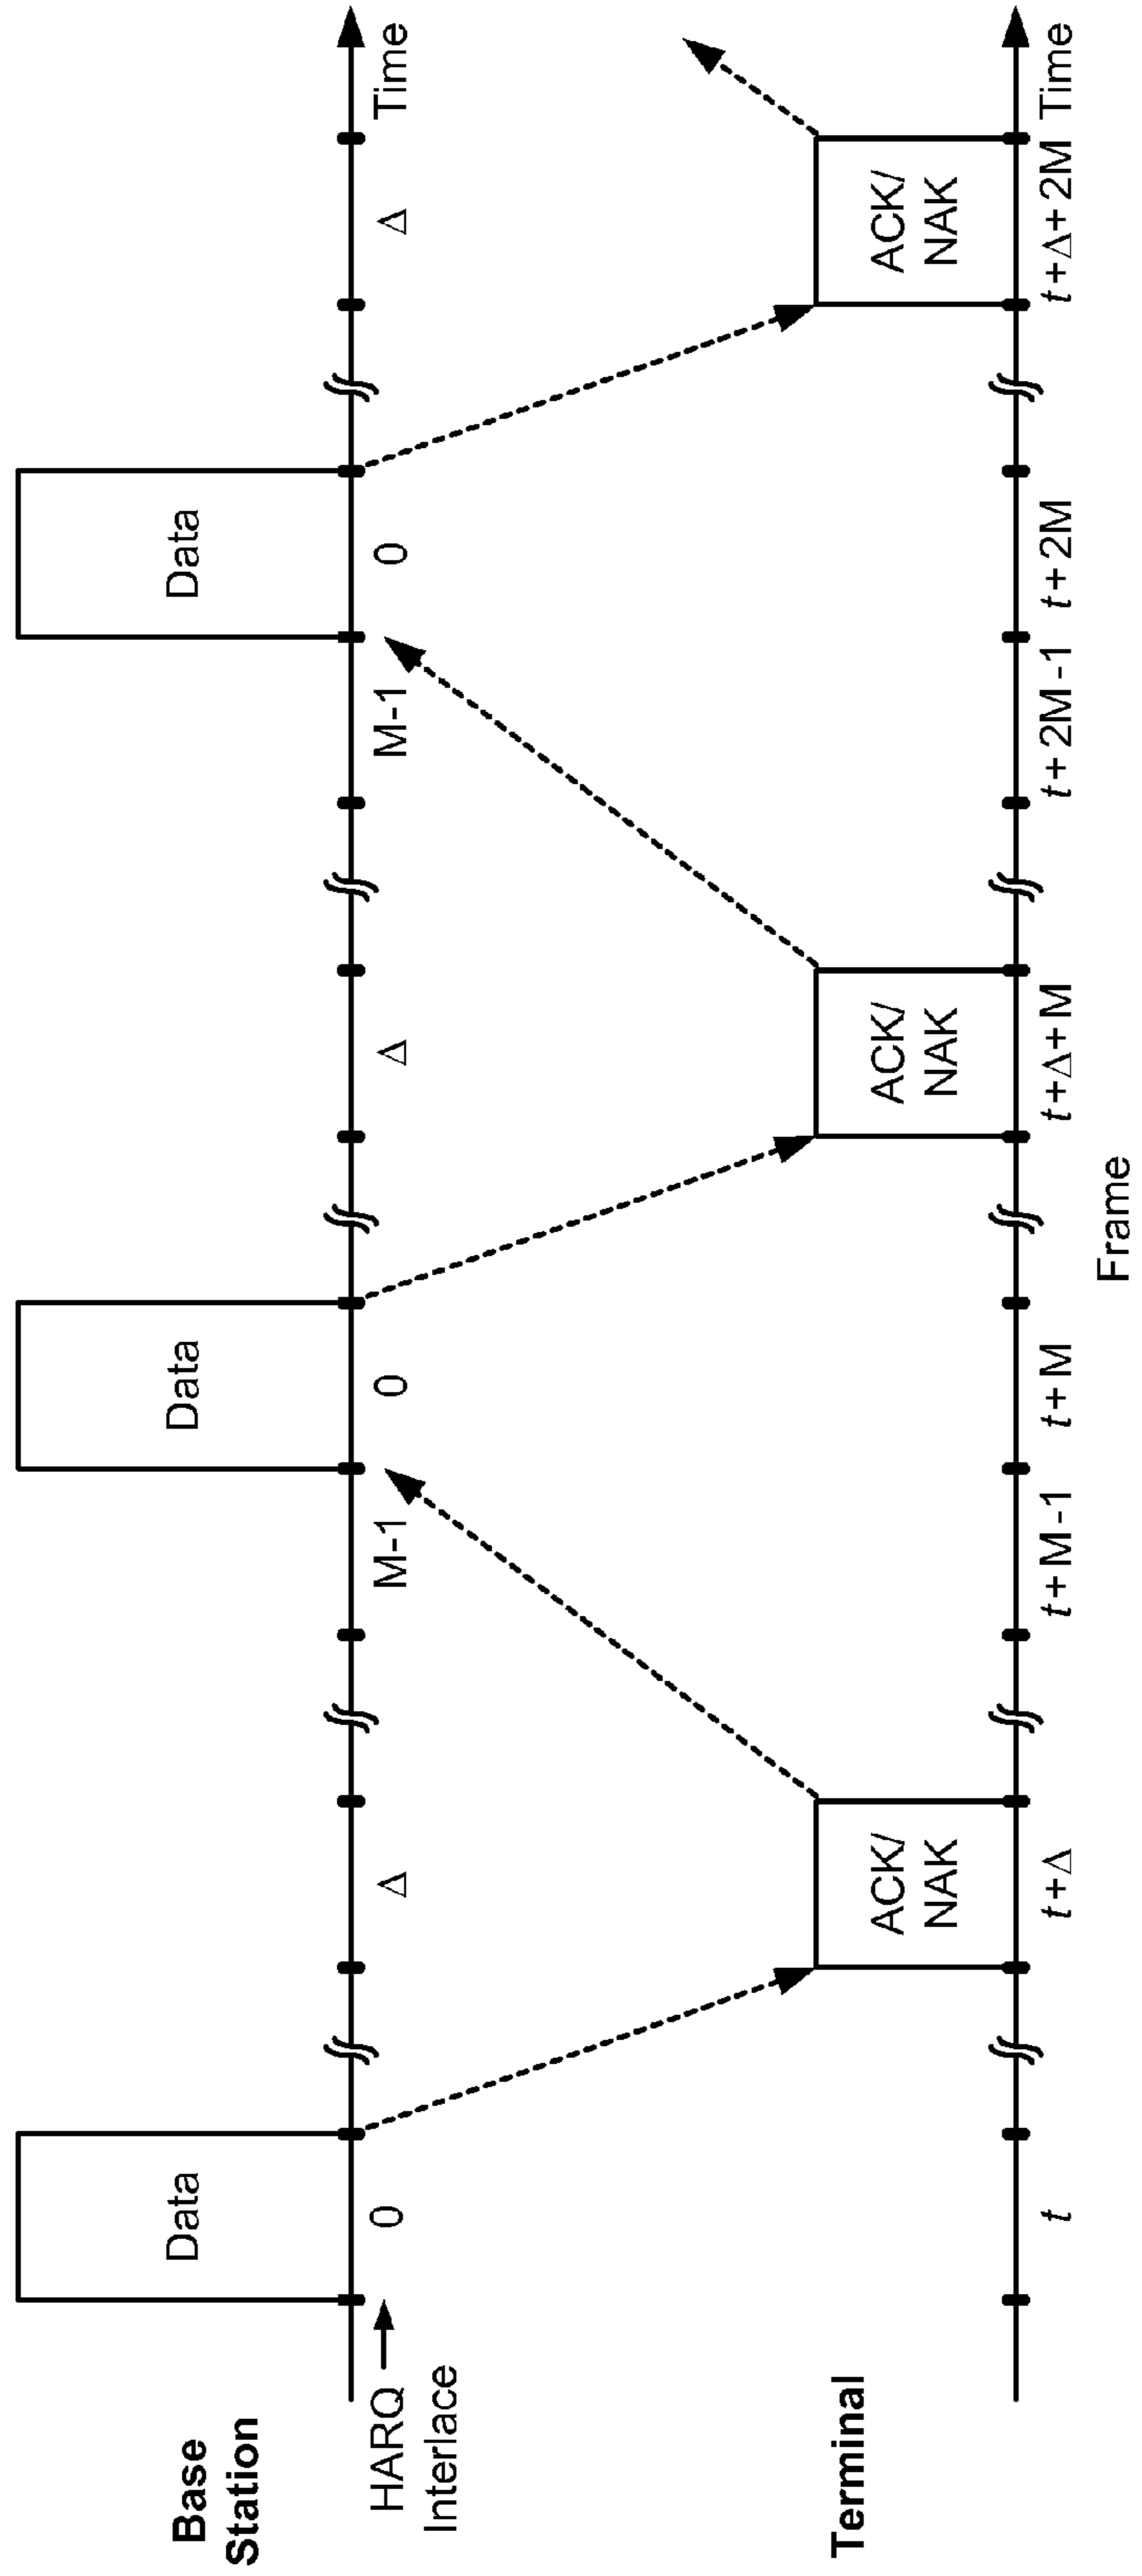 Base
Station
Data
Data
Data
HARQ
Interlace
0
Δ
M-1
0
Δ
M-1
0
Δ
Time
Terminal
ACK/
NAK
ACK/
NAK
ACK/
NAK
t
t+Δ
t+M-1
t+M
t+Δ+M
t+2M-1
t+2M
t+Δ+2M
Time
Frame